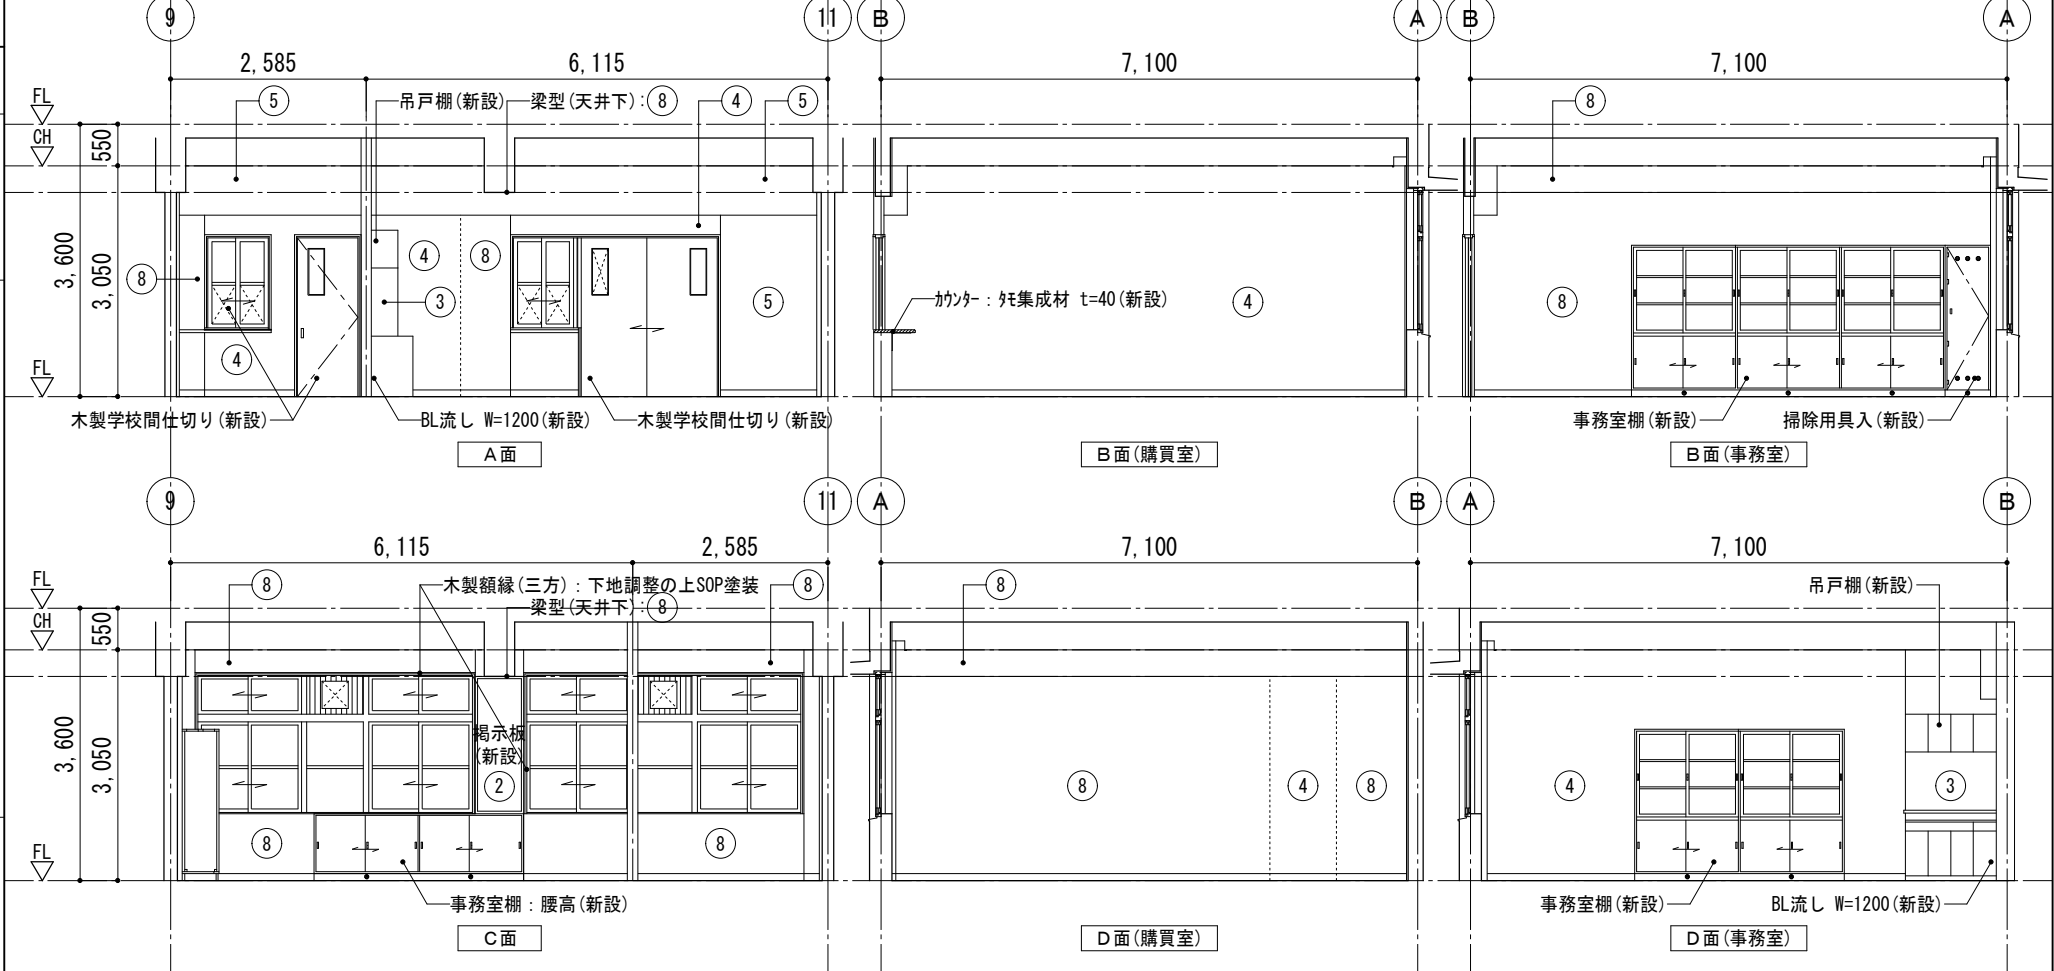 9 11 B A B A
2,585 6,115 7,100 7,100
FL 5 吊戸棚(新設) 梁型(天井下):8 4 5 8
CH 550
3,600 3,050
8 4 8
3 5 カウンター:タモ集成材 t=40(新設) 4 8
4
FL
木製学校間仕切り(新設) BL流し W=1200(新設) 木製学校間仕切り(新設) 事務室棚(新設) 掃除用具入(新設)
A面 B面(購買室) B面(事務室)
9 11 A B A B
6,115 2,585 7,100 7,100
FL 8 木製額縁(三方):下地調整の上SOP塗装 8 8 吊戸棚(新設)
梁型(天井下):8
CH 550
3,600 3,050
掲示板
(新設)
2 8 4 8 4 3
8 8
FL
事務室棚:腰高(新設) 事務室棚(新設) BL流し W=1200(新設)
C面 D面(購買室) D面(事務室)